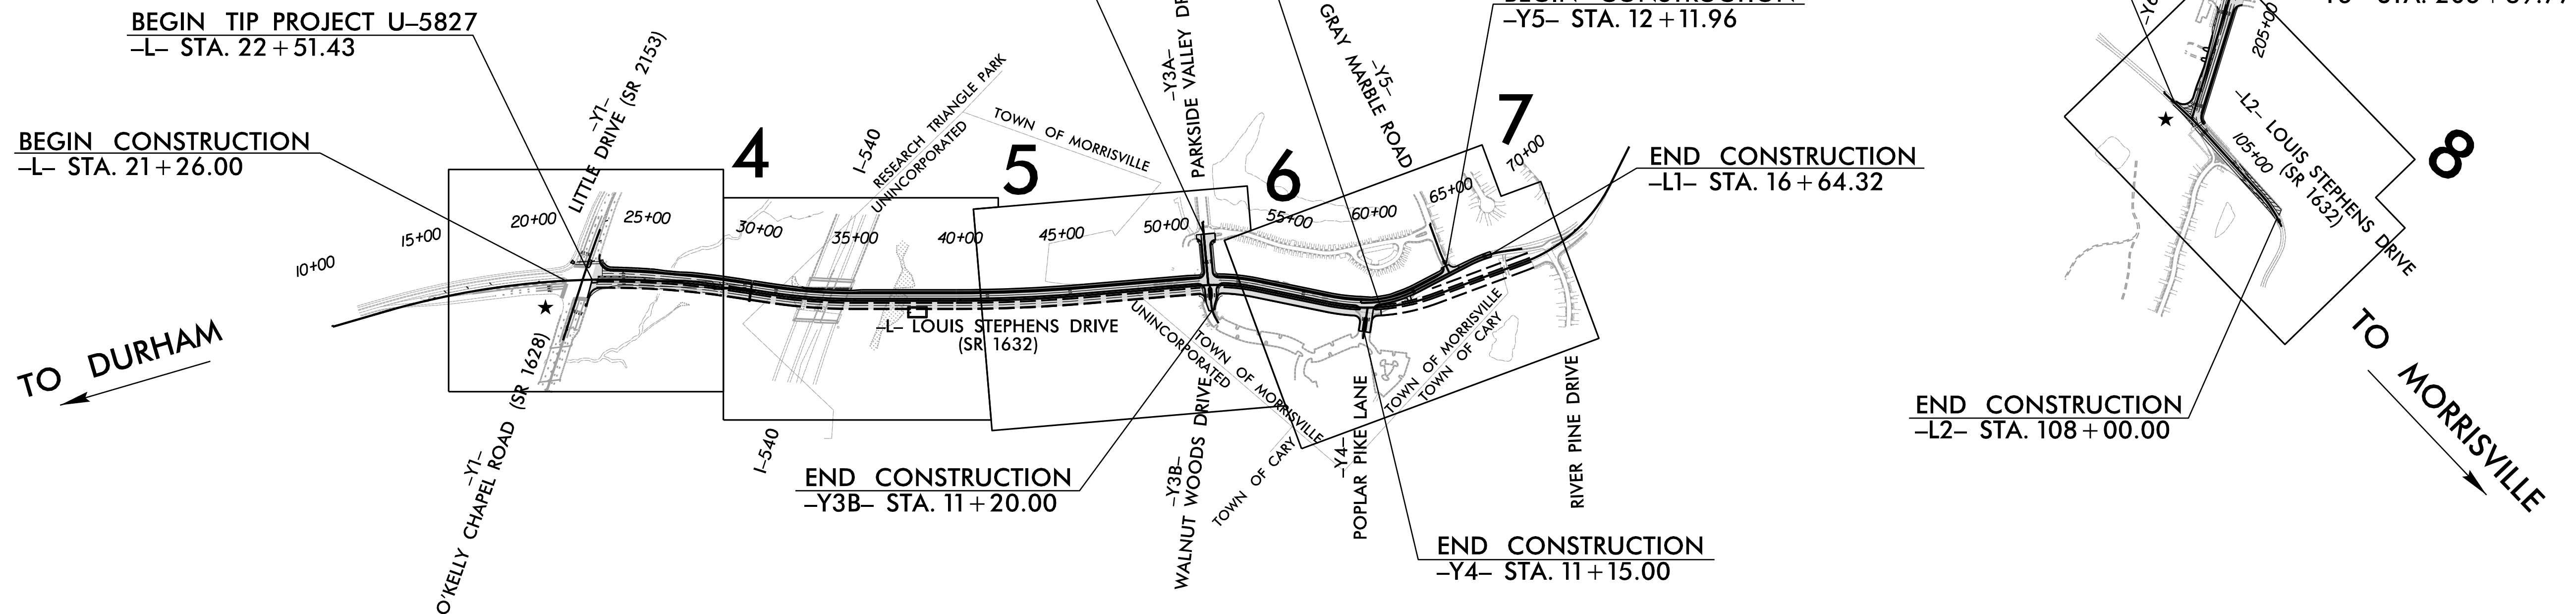 BEGIN TIP PROJECT U–5827
–L– STA. 22+51.43
BEGIN CONSTRUCTION
–L– STA. 21+26.00
–Y1–
LITTLE DRIVE (SR 2153)
4
I–540
RESEARCH TRIANGLE PARK
UNINCORPORATED
TOWN OF MORRISVILLE
5
–Y3A–
PARKSIDE VALLEY
6
–Y5–
GRAY MARBLE ROAD
–Y5– STA. 12+11.96
7
END CONSTRUCTION
–L1– STA. 16+64.32
10+00
15+00
20+00
25+00
30+00
35+00
40+00
45+00
50+00
55+00
60+00
65+00
70+00
–L– LOUIS STEPHENS DRIVE
(SR 1632)
TO DURHAM
–Y1–
O'KELLY CHAPEL ROAD (SR 1628)
I–540
END CONSTRUCTION
–Y3B– STA. 11+20.00
UNINCORPORATED
TOWN OF MORRISVILLE
TOWN OF CARY
–Y3B–
WALNUT WOODS DRIVE
–Y4–
POPLAR PIKE LANE
TOWN OF MORRISVILLE
TOWN OF CARY
RIVER PINE DRIVE
END CONSTRUCTION
–Y4– STA. 11+15.00
205+00
8
–L2– LOUIS STEPHENS DRIVE
(SR 1632)
105+00
END CONSTRUCTION
–L2– STA. 108+00.00
TO MORRISVILLE